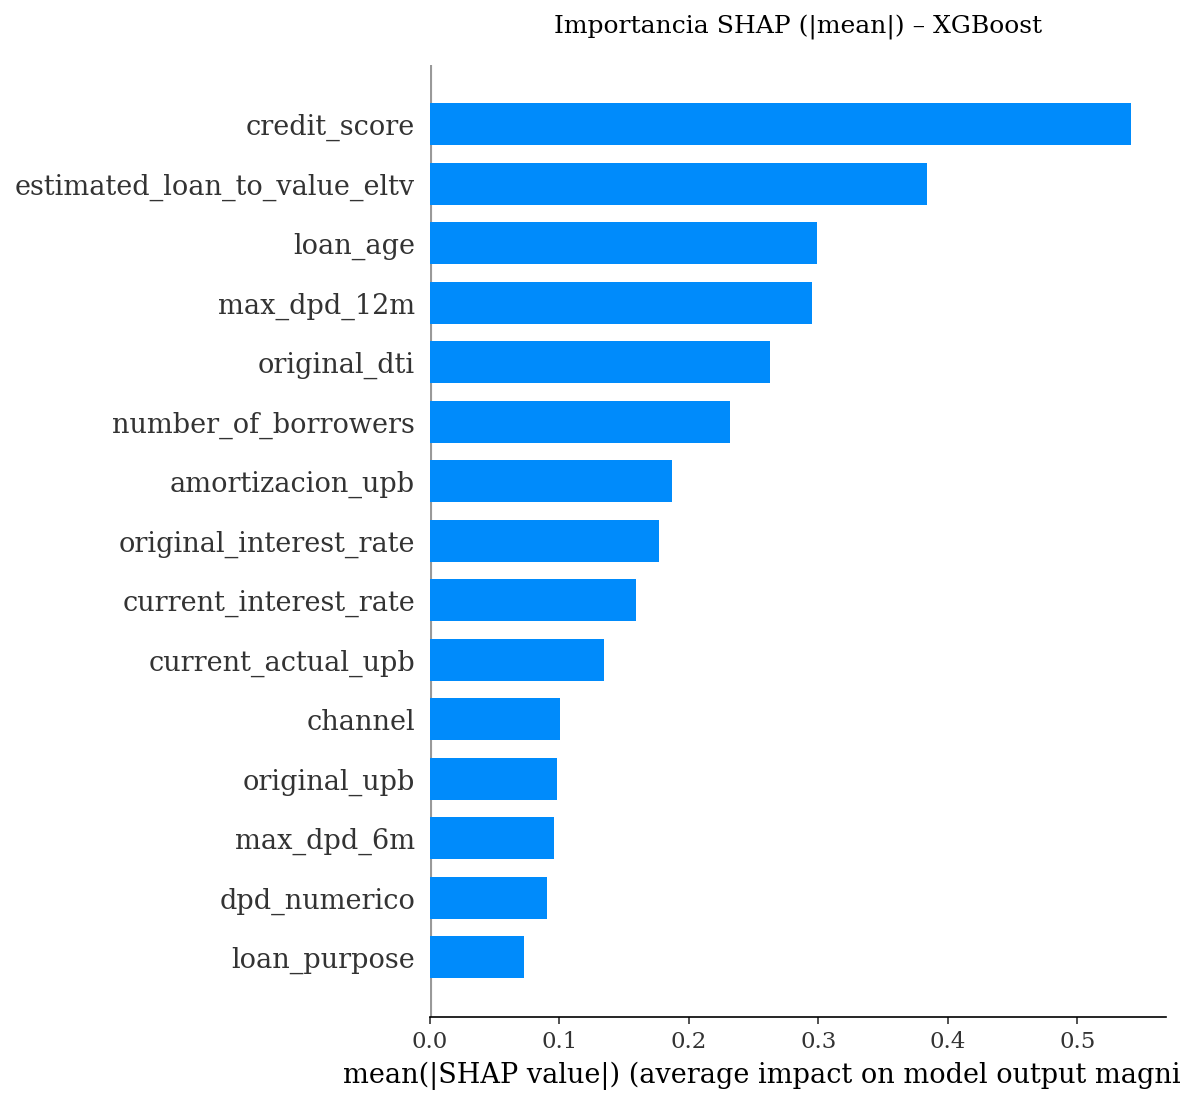 Importancia SHAP (|mean|) – XGBoost
credit_score
estimated_loan_to_value_eltv
loan_age
max_dpd_12m
original_dti
number_of_borrowers
amortizacion_upb
original_interest_rate
current_interest_rate
current_actual_upb
channel
original_upb
max_dpd_6m
dpd_numerico
loan_purpose
0.0 0.1 0.2 0.3 0.4 0.5
mean(|SHAP value|) (average impact on model output magni